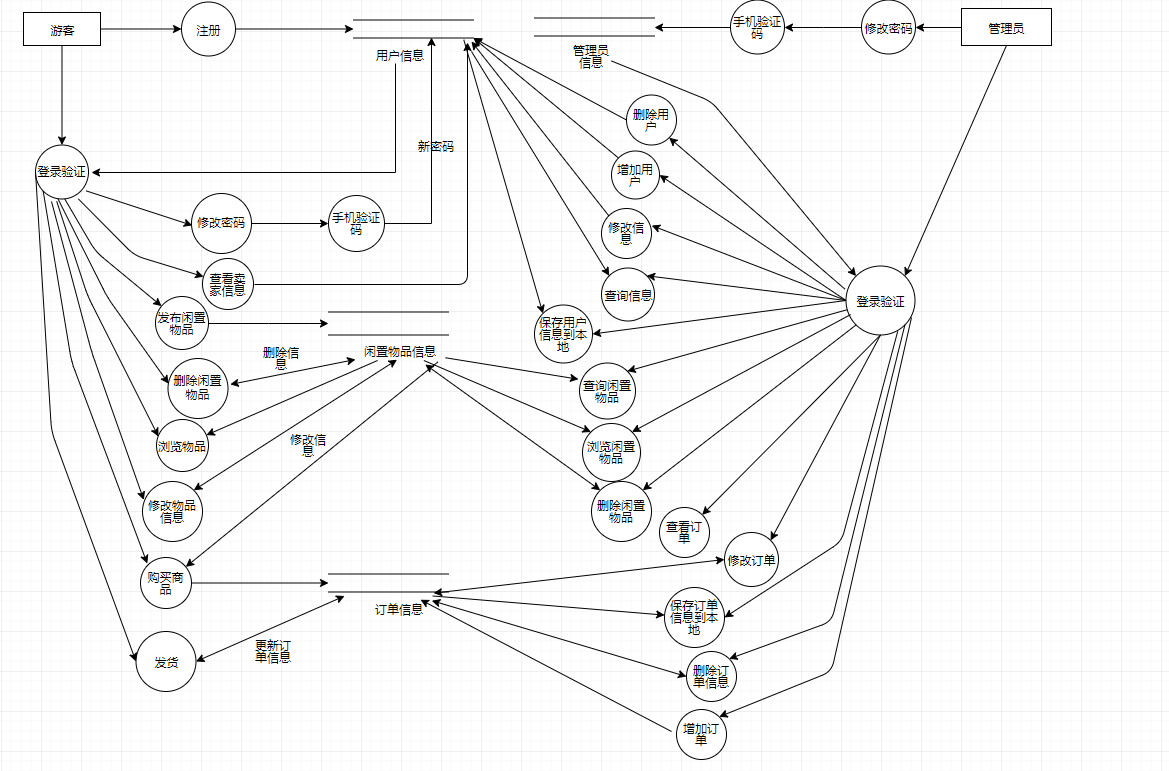 游客
注册
用户信息
管理员
信息
手机验证
码
修改密码
管理员
删除用
户
新密码
登录验证
增加用
户
修改密码
手机验证
码
修改信
息
查看卖
家信息
查询信息
登录验证
发布闲置
物品
保存用户
信息到本
地
删除信
息
闲置物品信息
删除闲置
物品
查询闲置
物品
浏览物品
修改信
息
浏览闲置
物品
修改物品
信息
删除闲置
物品
查看订
单
修改订单
购买商
品
订单信息
保存订单
信息到本
地
更新订
单信息
发货
删除订
单信息
增加订
单